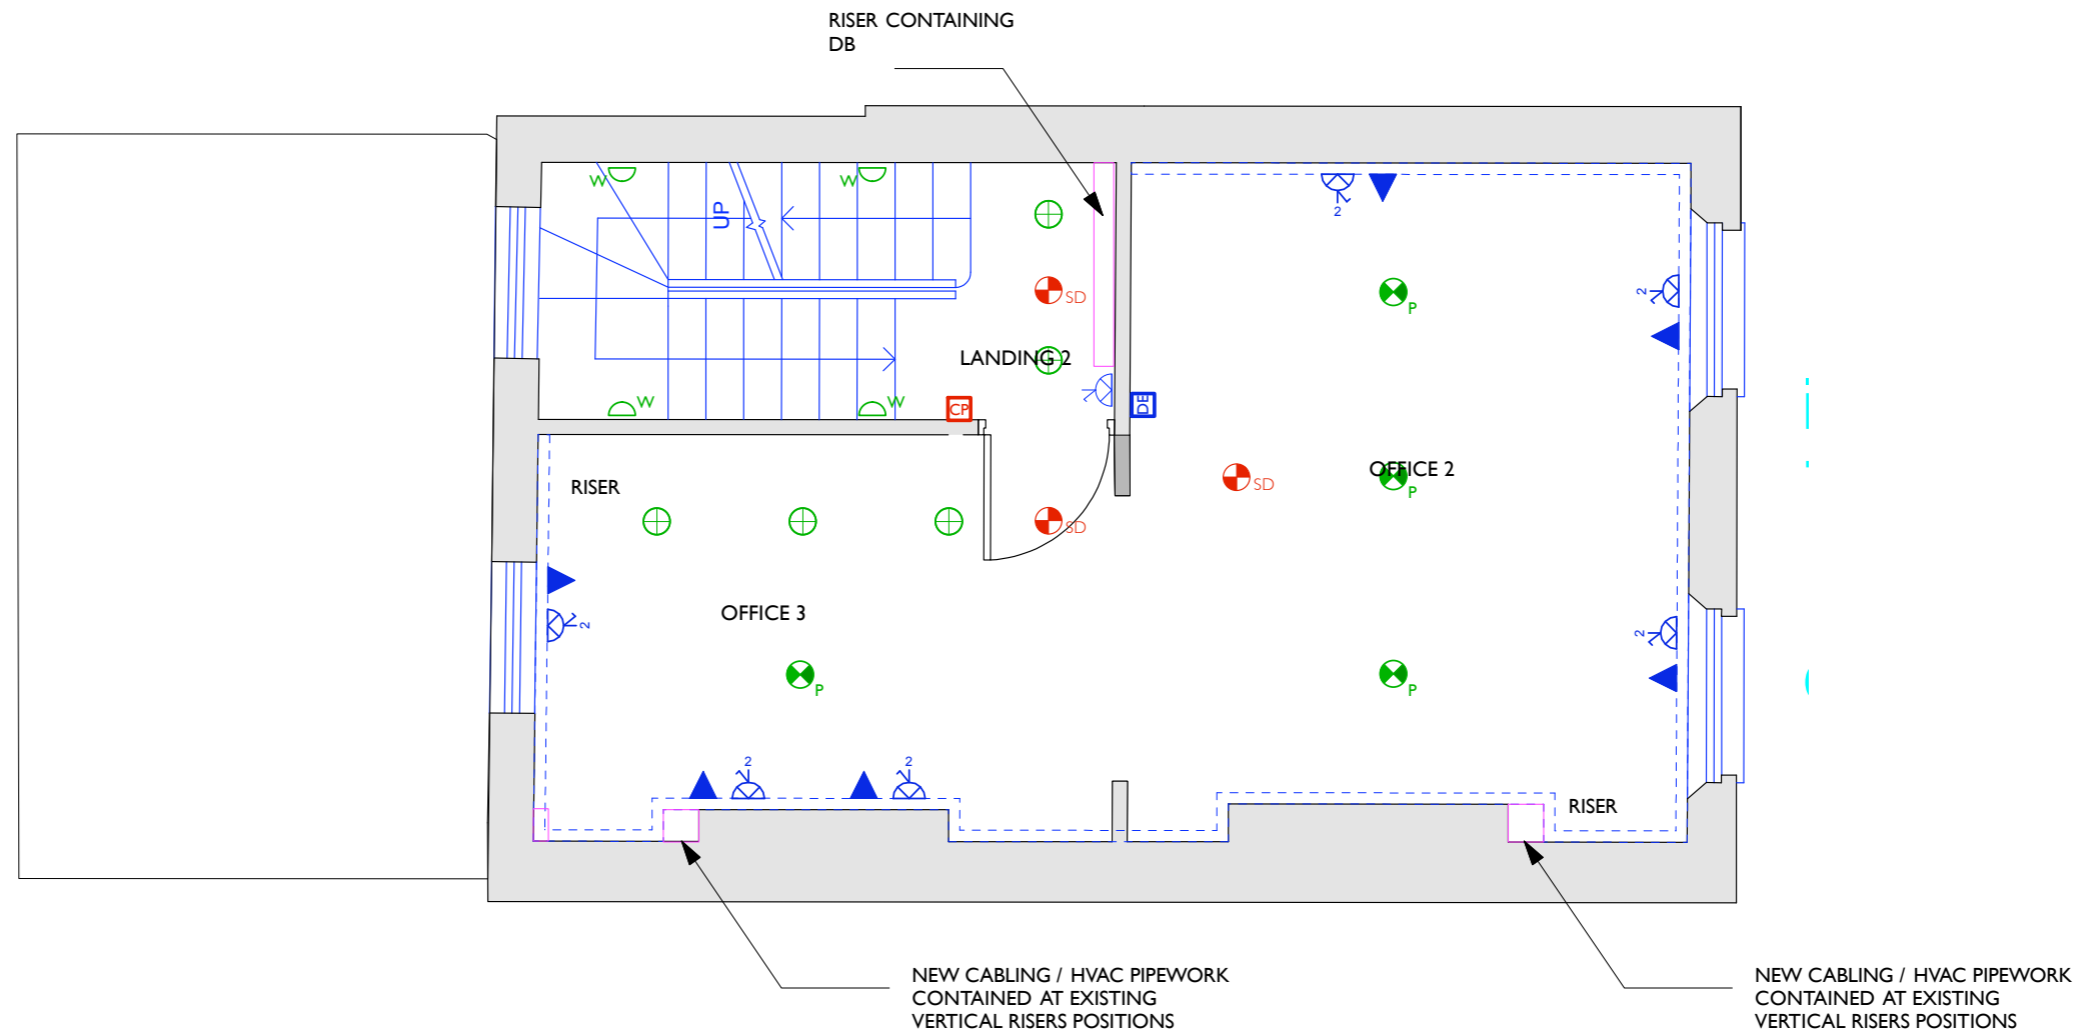 RISER CONTAINING
DB
W
W
UP
2
SD
2
P
LANDING 2
W
W
CP
DE
OFFICE 2
RISER
SD
P
SD
OFFICE 3
2
2
P
P
2
2
RISER
NEW CABLING / HVAC PIPEWORK
CONTAINED AT EXISTING
VERTICAL RISERS POSITIONS
NEW CABLING / HVAC PIPEWORK
CONTAINED AT EXISTING
VERTICAL RISERS POSITIONS